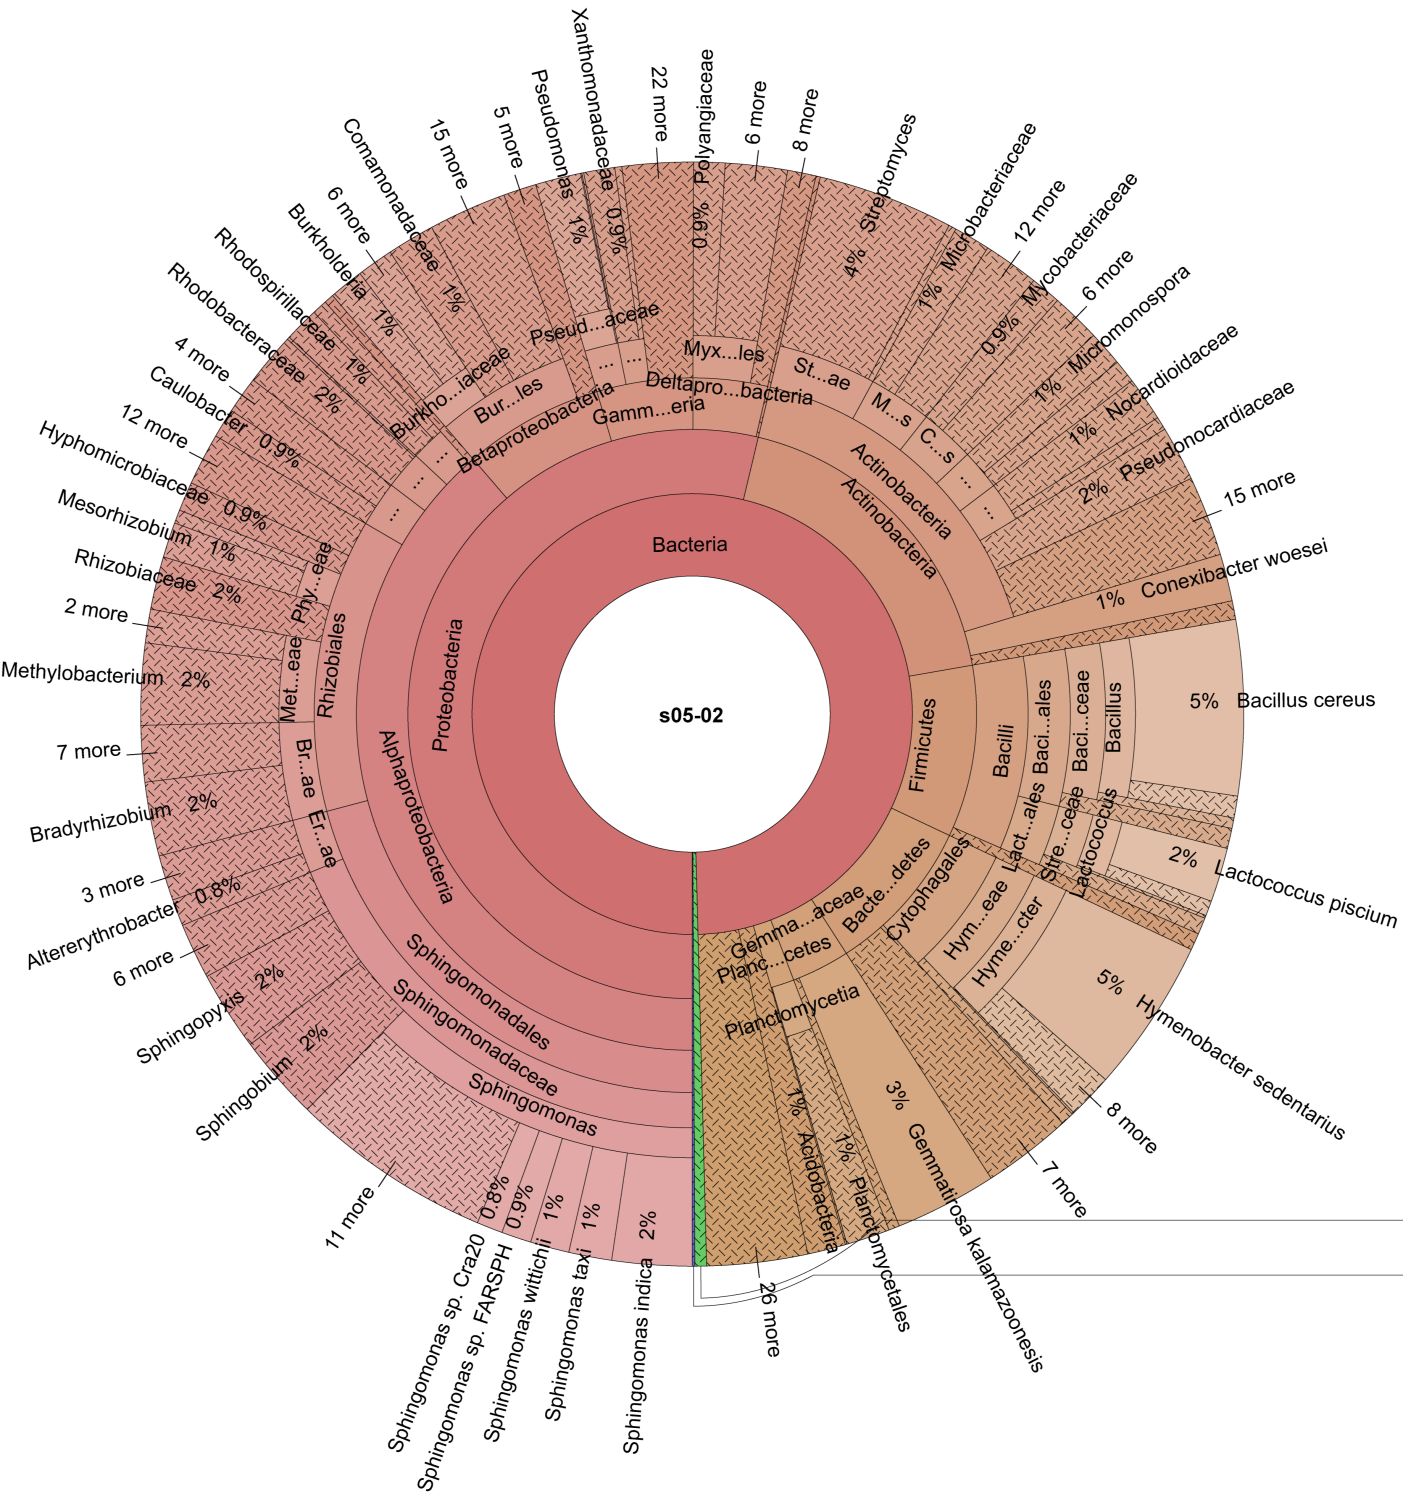 s05-02
Bacteria
Proteobacteria
Alphaproteobacteria
Sphingomonadales
Sphingomonadaceae
Sphingomonas
2% Sphingomonas indica
1% Sphingomonas taxi
1% Sphingomonas wittichii
0.9% Sphingomonas sp. FARSPH
0.8% Sphingomonas sp. Cra20
11 more
Sphingobium 2%
Sphingopyxis 2%
6 more
Er...ae
Altererythrobacter 0.8%
3 more
Rhizobiales
Br...ae
Bradyrhizobium 2%
7 more
Met...eae
Methylobacterium 2%
2 more
Rhizobiaceae 2%
Phy...eae
Mesorhizobium 1%
Hyphomicrobiaceae 0.9%
12 more
...
Caulobacter 0.9%
4 more
...
Rhodobacteraceae 2%
...
Rhodospirillaceae 1%
Betaproteobacteria
Bur...les
Burkho...iaceae
Burkholderia 1%
6 more
Comamonadaceae 1%
15 more
5 more
Gamm...eria
...
Pseud...aceae
Pseudomonas 1%
...
Xanthomonadaceae 0.9%
22 more
Deltapro...bacteria
Myx...les
0.9% Polyangiaceae
6 more
8 more
Actinobacteria
Actinobacteria
St...ae
4% Streptomyces
M...s
1% Microbacteriaceae
12 more
C...s
0.9% Mycobacteriaceae
6 more
...
1% Micromonospora
...
1% Nocardioidaceae
2% Pseudonocardiaceae
15 more
1% Conexibacter woesei
Firmicutes
Bacilli
Baci...ales
Baci...ceae
Bacillus
5% Bacillus cereus
Lact...ales
Stre...ceae
Lactococcus
2% Lactococcus piscium
Bacte...detes
Cytophagales
Hym...eae
Hyme...cter
5% Hymenobacter sedentarius
8 more
7 more
Gemma...aceae
3% Gemmatirosa kalamazoonesis
Planc...cetes
Planctomycetia
1% Planctomycetales
1% Acidobacteria
26 more